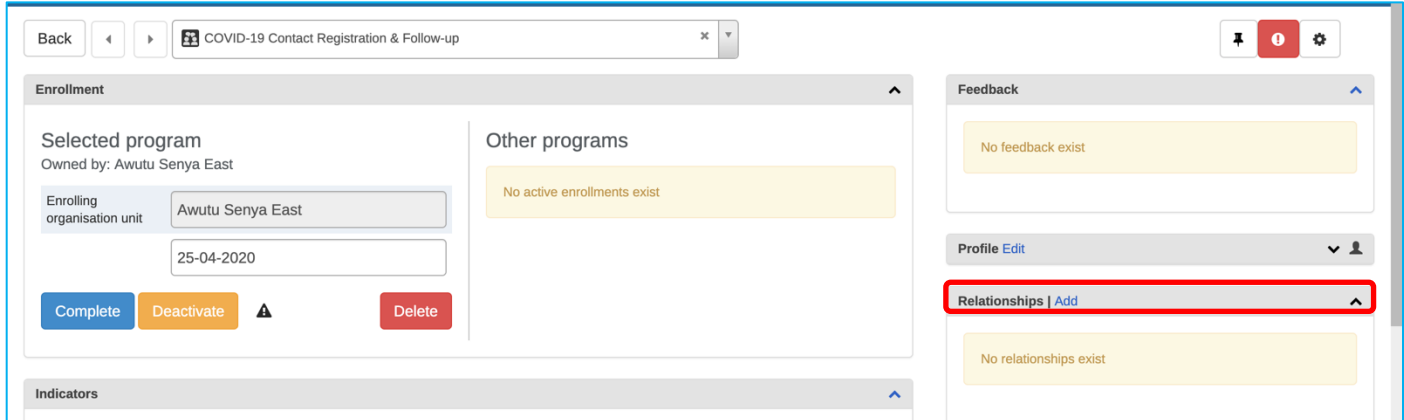 Back
COVID-19 Contact Registration & Follow-up
Enrollment
Selected program
Owned by: Awutu Senya East
Enrolling
organisation unit
Awutu Senya East
25-04-2020
Complete
Deactivate
Delete
Other programs
No active enrollments exist
Indicators
Feedback
No feedback exist
Profile Edit
Relationships | Add
No relationships exist